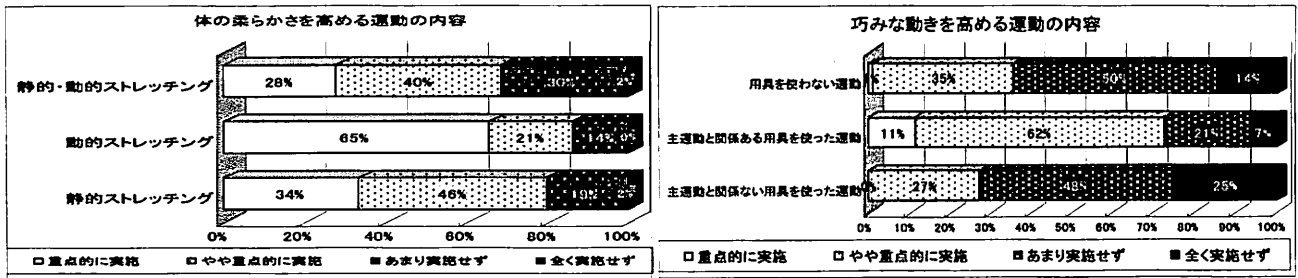 体の柔らかさを高める運動の内容
静的・動的ストレッチング
28%
40%
30%
2%
動的ストレッチング
65%
21%
14%
0%
静的ストレッチング
34%
46%
19%
0%
20%
40%
60%
80%
100%
□重点的に実施
□やや重点的に実施
■あまり実施せず
■全く実施せず
巧みな動きを高める運動の内容
用具を使わない運動
35%
50%
14%
主運動と関係ある用具を使った運動
11%
62%
21%
7%
主運動と関係ない用具を使った運動
27%
48%
25%
0%
10%
20%
30%
40%
50%
60%
70%
80%
90%
100%
□重点的に実施
□やや重点的に実施
■あまり実施せず
■全く実施せず